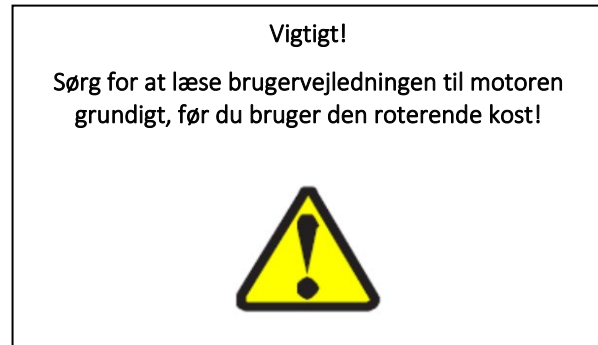 Vigtigt!
Sørg for at læse brugervejledningen til motoren
grundigt, før du bruger den roterende kost!